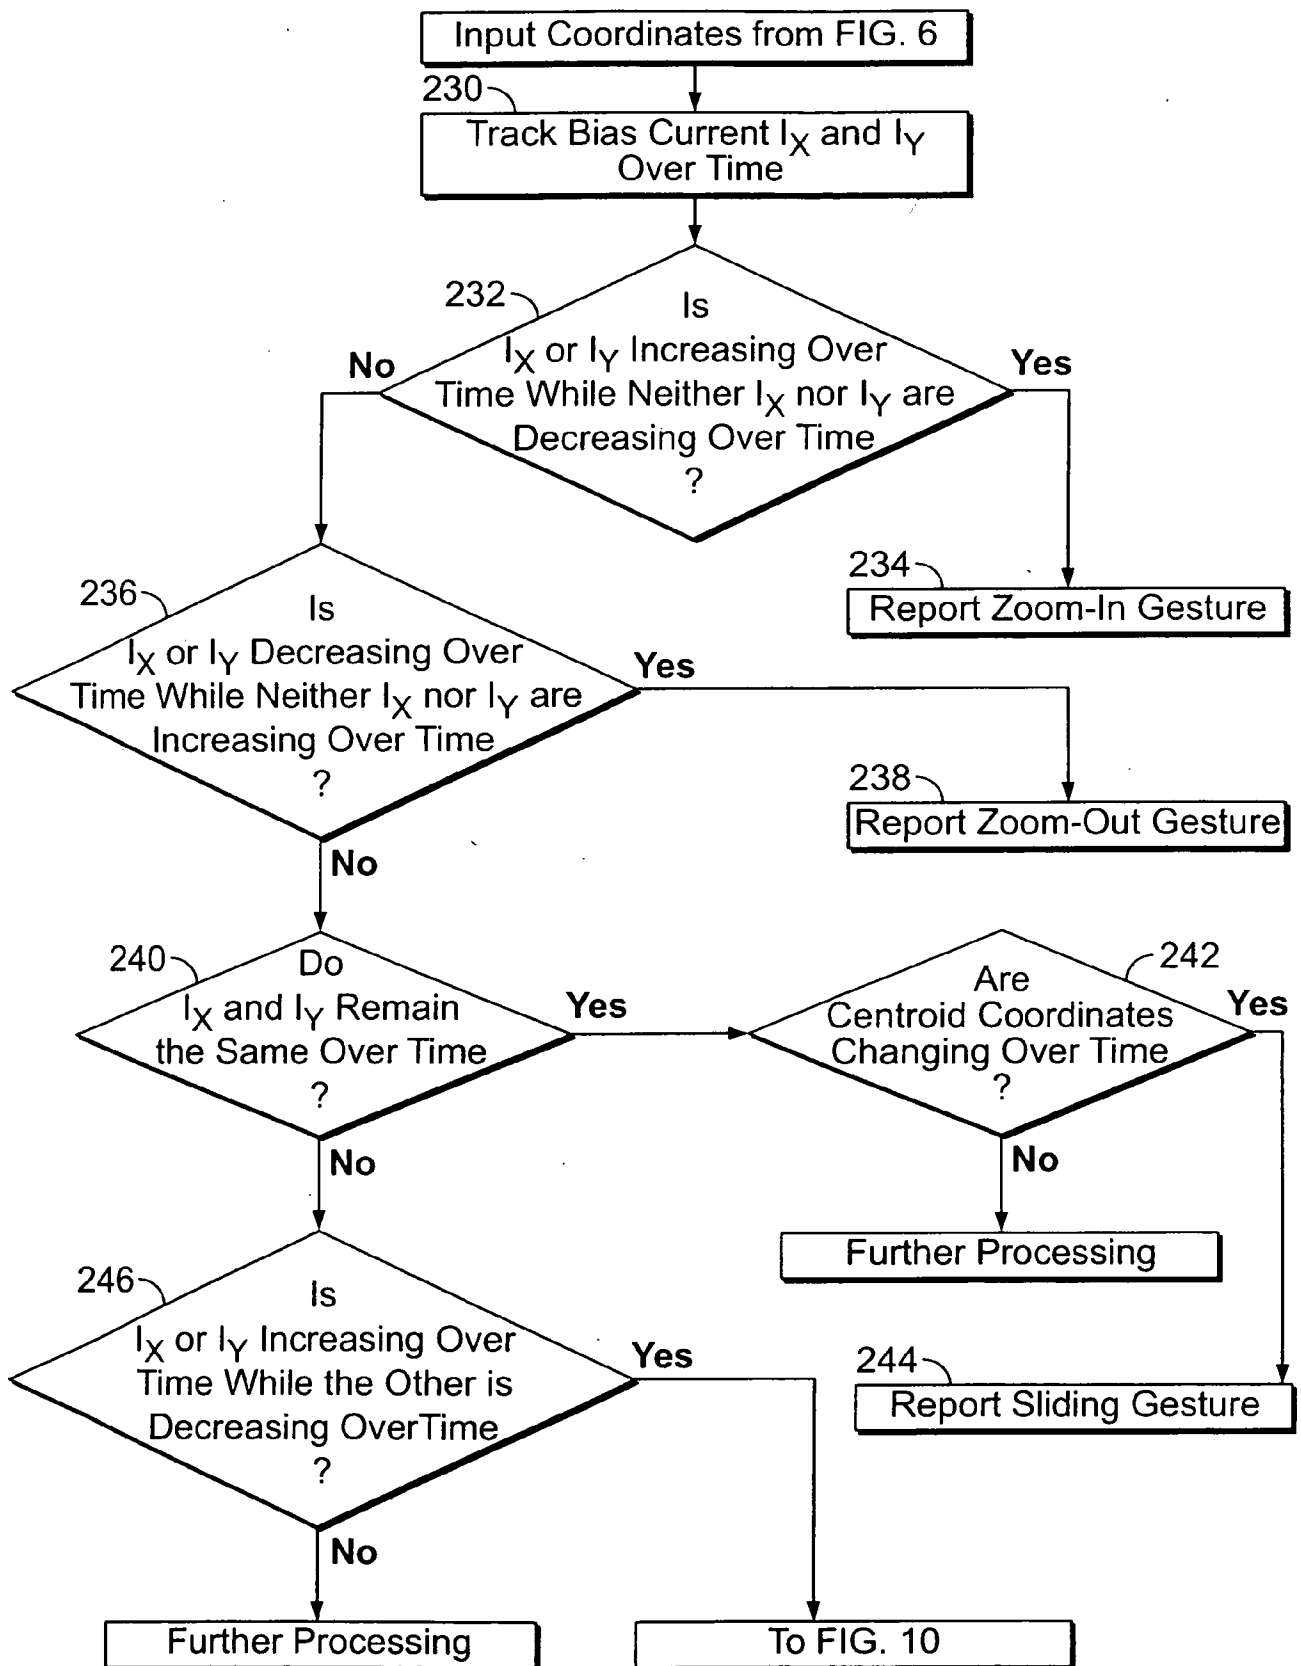 Input Coordinates from FIG. 6
230
Track Bias Current IX and IY
Over Time
232
Is
IX or IY Increasing Over
Time While Neither IX nor IY are
Decreasing Over Time
?
No
Yes
234
Report Zoom-In Gesture
236
Is
IX or IY Decreasing Over
Time While Neither IX nor IY are
Increasing Over Time
?
Yes
238
Report Zoom-Out Gesture
No
240
Do
IX and IY Remain
the Same Over Time
?
Yes
242
Are
Centroid Coordinates
Changing Over Time
?
Yes
No
Further Processing
244
Report Sliding Gesture
No
246
Is
IX or IY Increasing Over
Time While the Other is
Decreasing OverTime
?
Yes
No
Further Processing
To FIG. 10